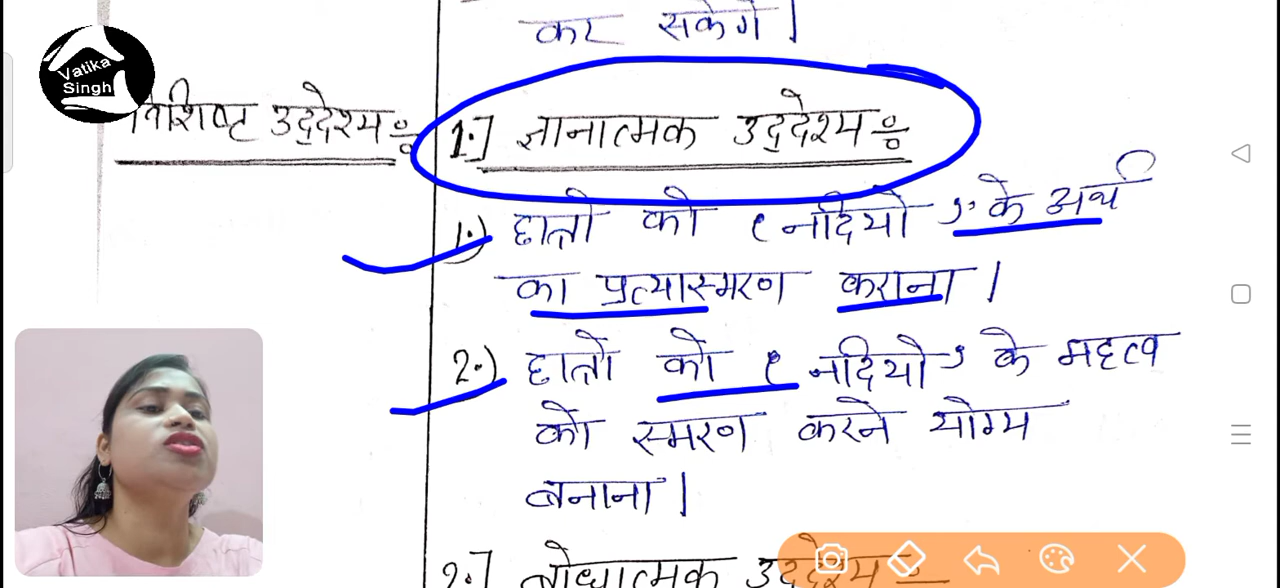 कर सकेगे।
Vatika
Singh
विशिष्ट उद्देश्य ÷
1.] ज्ञानात्मक उद्देश्य ÷
1.) छात्रो को ' नदियो ' के अर्थ
का प्रत्यास्मरण कराना।
2.) छात्रो को ' नदियो ' के महत्व
को स्मरण करने योग्य
बनाना।
2.] बोधात्मक उद्देश्य ÷